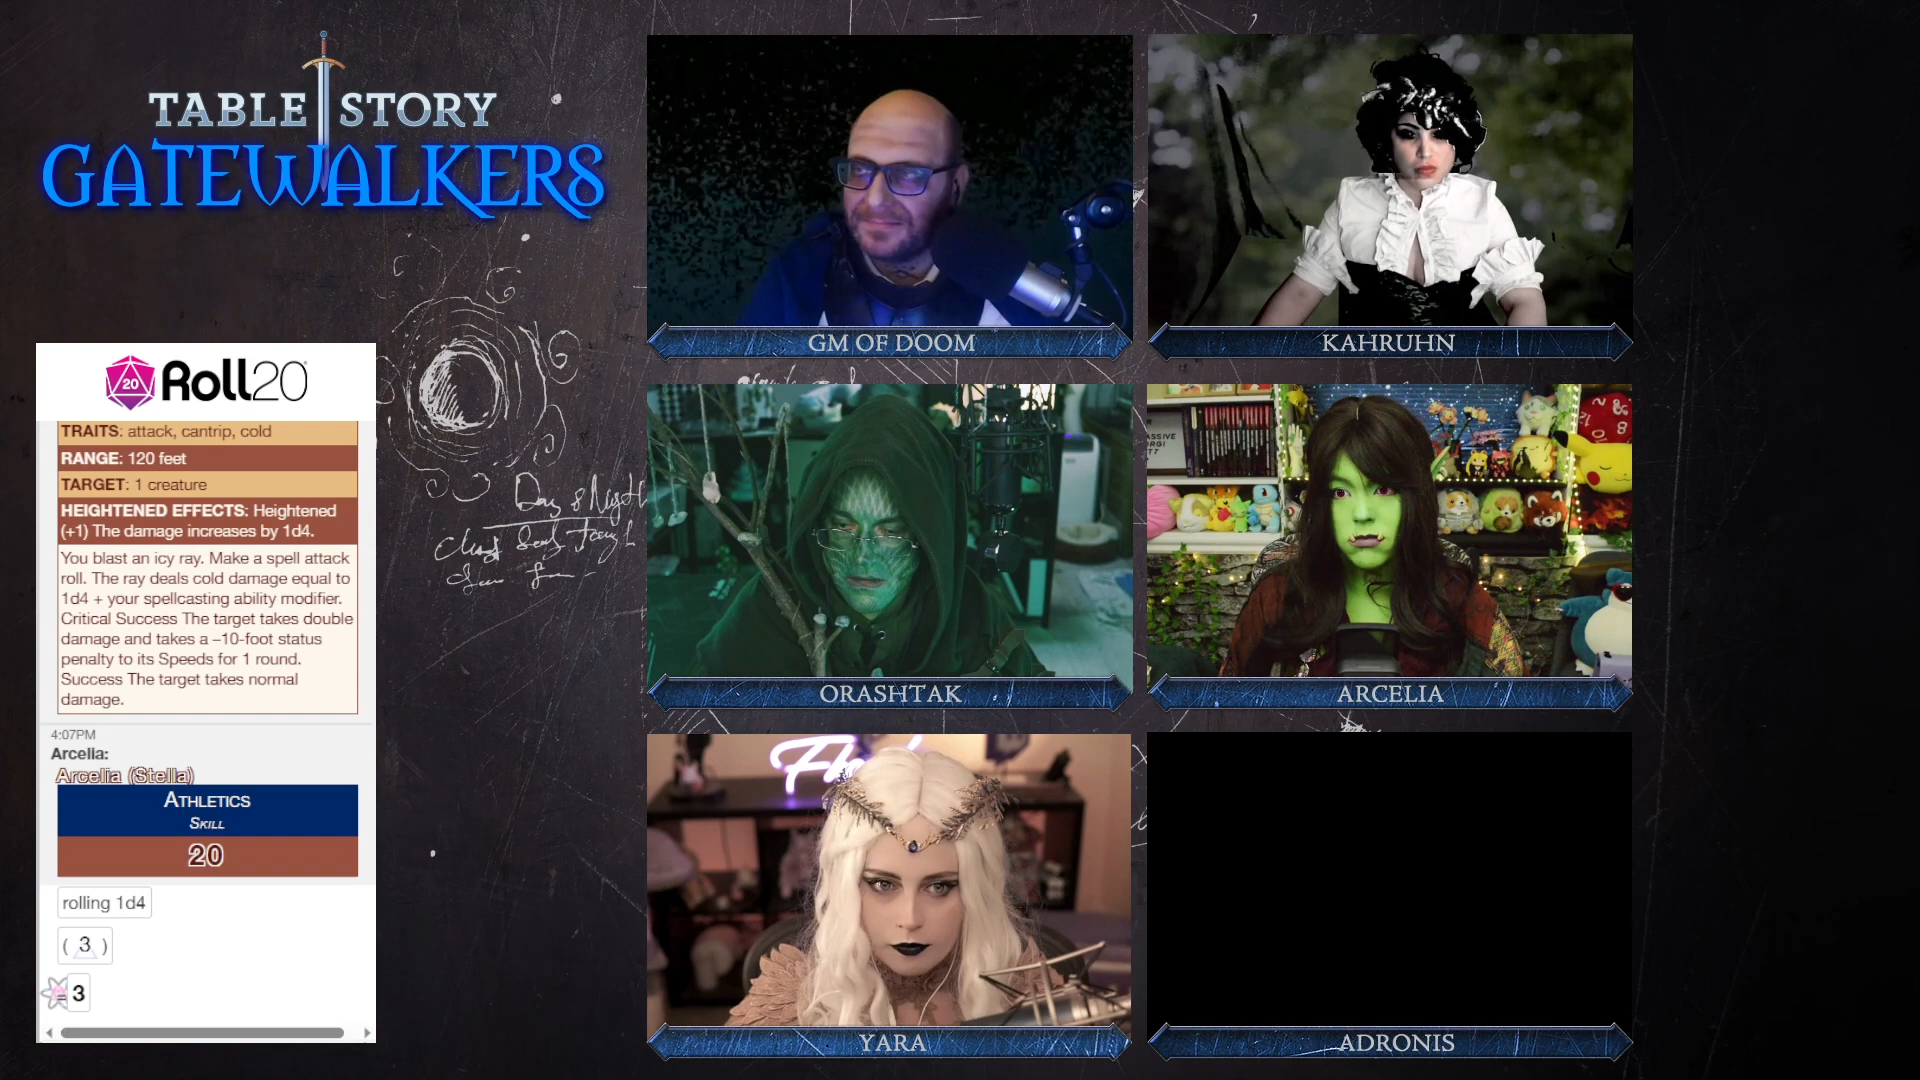 TABLE STORY
GATEWALKERS
Roll20
TRAITS: attack, cantrip, cold
RANGE: 120 feet
TARGET: 1 creature
HEIGHTENED EFFECTS: Heightened
(+1) The damage increases by 1d4.
You blast an icy ray. Make a spell attack
roll. The ray deals cold damage equal to
1d4 + your spellcasting ability modifier.
Critical Success The target takes double
damage and takes a –10-foot status
penalty to its Speeds for 1 round.
Success The target takes normal
damage.
4:07PM
Arcelia:
Arcelia (Stella)
ATHLETICS
SKILL
20
rolling 1d4
( 3 )
3
Day & Night
GM OF DOOM
KAHRUHN
ORASHTAK
ARCELIA
YARA
ADRONIS